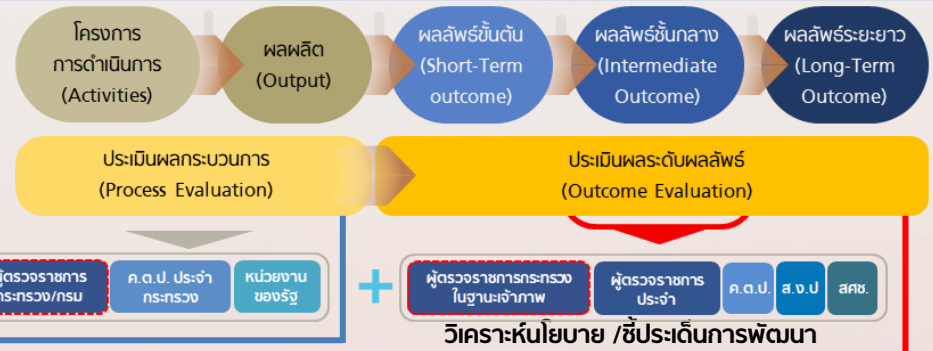 โครงการ
การดำเนินการ
(Activities)
ผลผลิต
(Output)
ผลลัพธ์ขั้นต้น
(Short-Term
outcome)
ผลลัพธ์ชั้นกลาง
(Intermediate
Outcome)
ผลลัพธ์ระยะยาว
(Long-Term
Outcome)
ประเมินผลกระบวนการ
(Process Evaluation)
ประเมินผลระดับผลลัพธ์
(Outcome Evaluation)
ผู้ตรวจราชการ
กระทรวง/กรม
ค.ต.ป. ประจำ
กระทรวง
หน่วยงาน
ของรัฐ
+
ผู้ตรวจราชการกระทรวง
ในฐานะเจ้าภาพ
ผู้ตรวจราชการ
ประจำ
ค.ต.ป.
ส.ง.ป
สศช.
วิเคราะห์นโยบาย /ชี้ประเด็นการพัฒนา